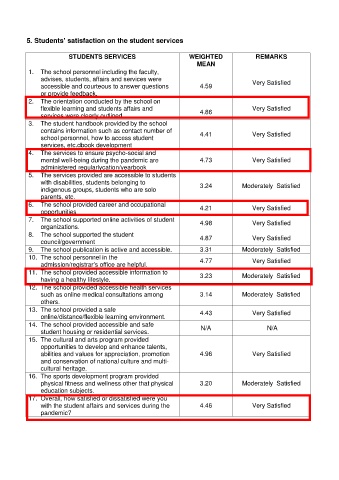 5. Students' satisfaction on the student services
STUDENTS SERVICES WEIGHTED MEAN REMARKS
1. The school personnel including the faculty,
advises, students, affairs and services were
accessible and courteous to answer questions
or provide feedback.
4.59 Very Satisfied
2. The orientation conducted by the school on
flexible learning and students affairs and
services were clearly outlined
4.86 Very Satisfied
3. The student handbook provided by the school
contains information such as contact number of
school personnel, how to access student
services, etc.dbook development
4.41 Very Satisfied
4. The services to ensure psycho-social and
mental well-being during the pandemic are
administered regularlycation/yearbook
4.73 Very Satisfied
5. The services provided are accessible to students
with disabilities, students belonging to
indigenous groups, students who are solo
parents, etc.
3.24 Moderately Satisfied
6. The school provided career and occupational
opportunities
4.21 Very Satisfied
7. The school supported online activities of student
organizations.
4.98 Very Satisfied
8. The school supported the student
council/government
4.87 Very Satisfied
9. The school publication is active and accessible. 3.31 Moderately Satisfied
10. The school personnel in the
admission/registrar's office are helpful.
4.77 Very Satisfied
11. The school provided accessible information to
having a healthy lifestyle.
3.23 Moderately Satisfied
12. The school provided accessible health services
such as online medical consultations among
others.
3.14 Moderately Satisfied
13. The school provided a safe
online/distance/flexible learning environment.
4.43 Very Satisfied
14. The school provided accessible and safe
student housing or residential services.
N/A N/A
15. The cultural and arts program provided
opportunities to develop and enhance talents,
abilities and values for appreciation, promotion
and conservation of national culture and multi-
cultural heritage.
4.96 Very Satisfied
16. The sports development program provided
physical fitness and wellness other that physical
education subjects.
3.20 Moderately Satisfied
17. Overall, how satisfied or dissatisfied were you
with the student affairs and services during the
pandemic?
4.46 Very Satisfied